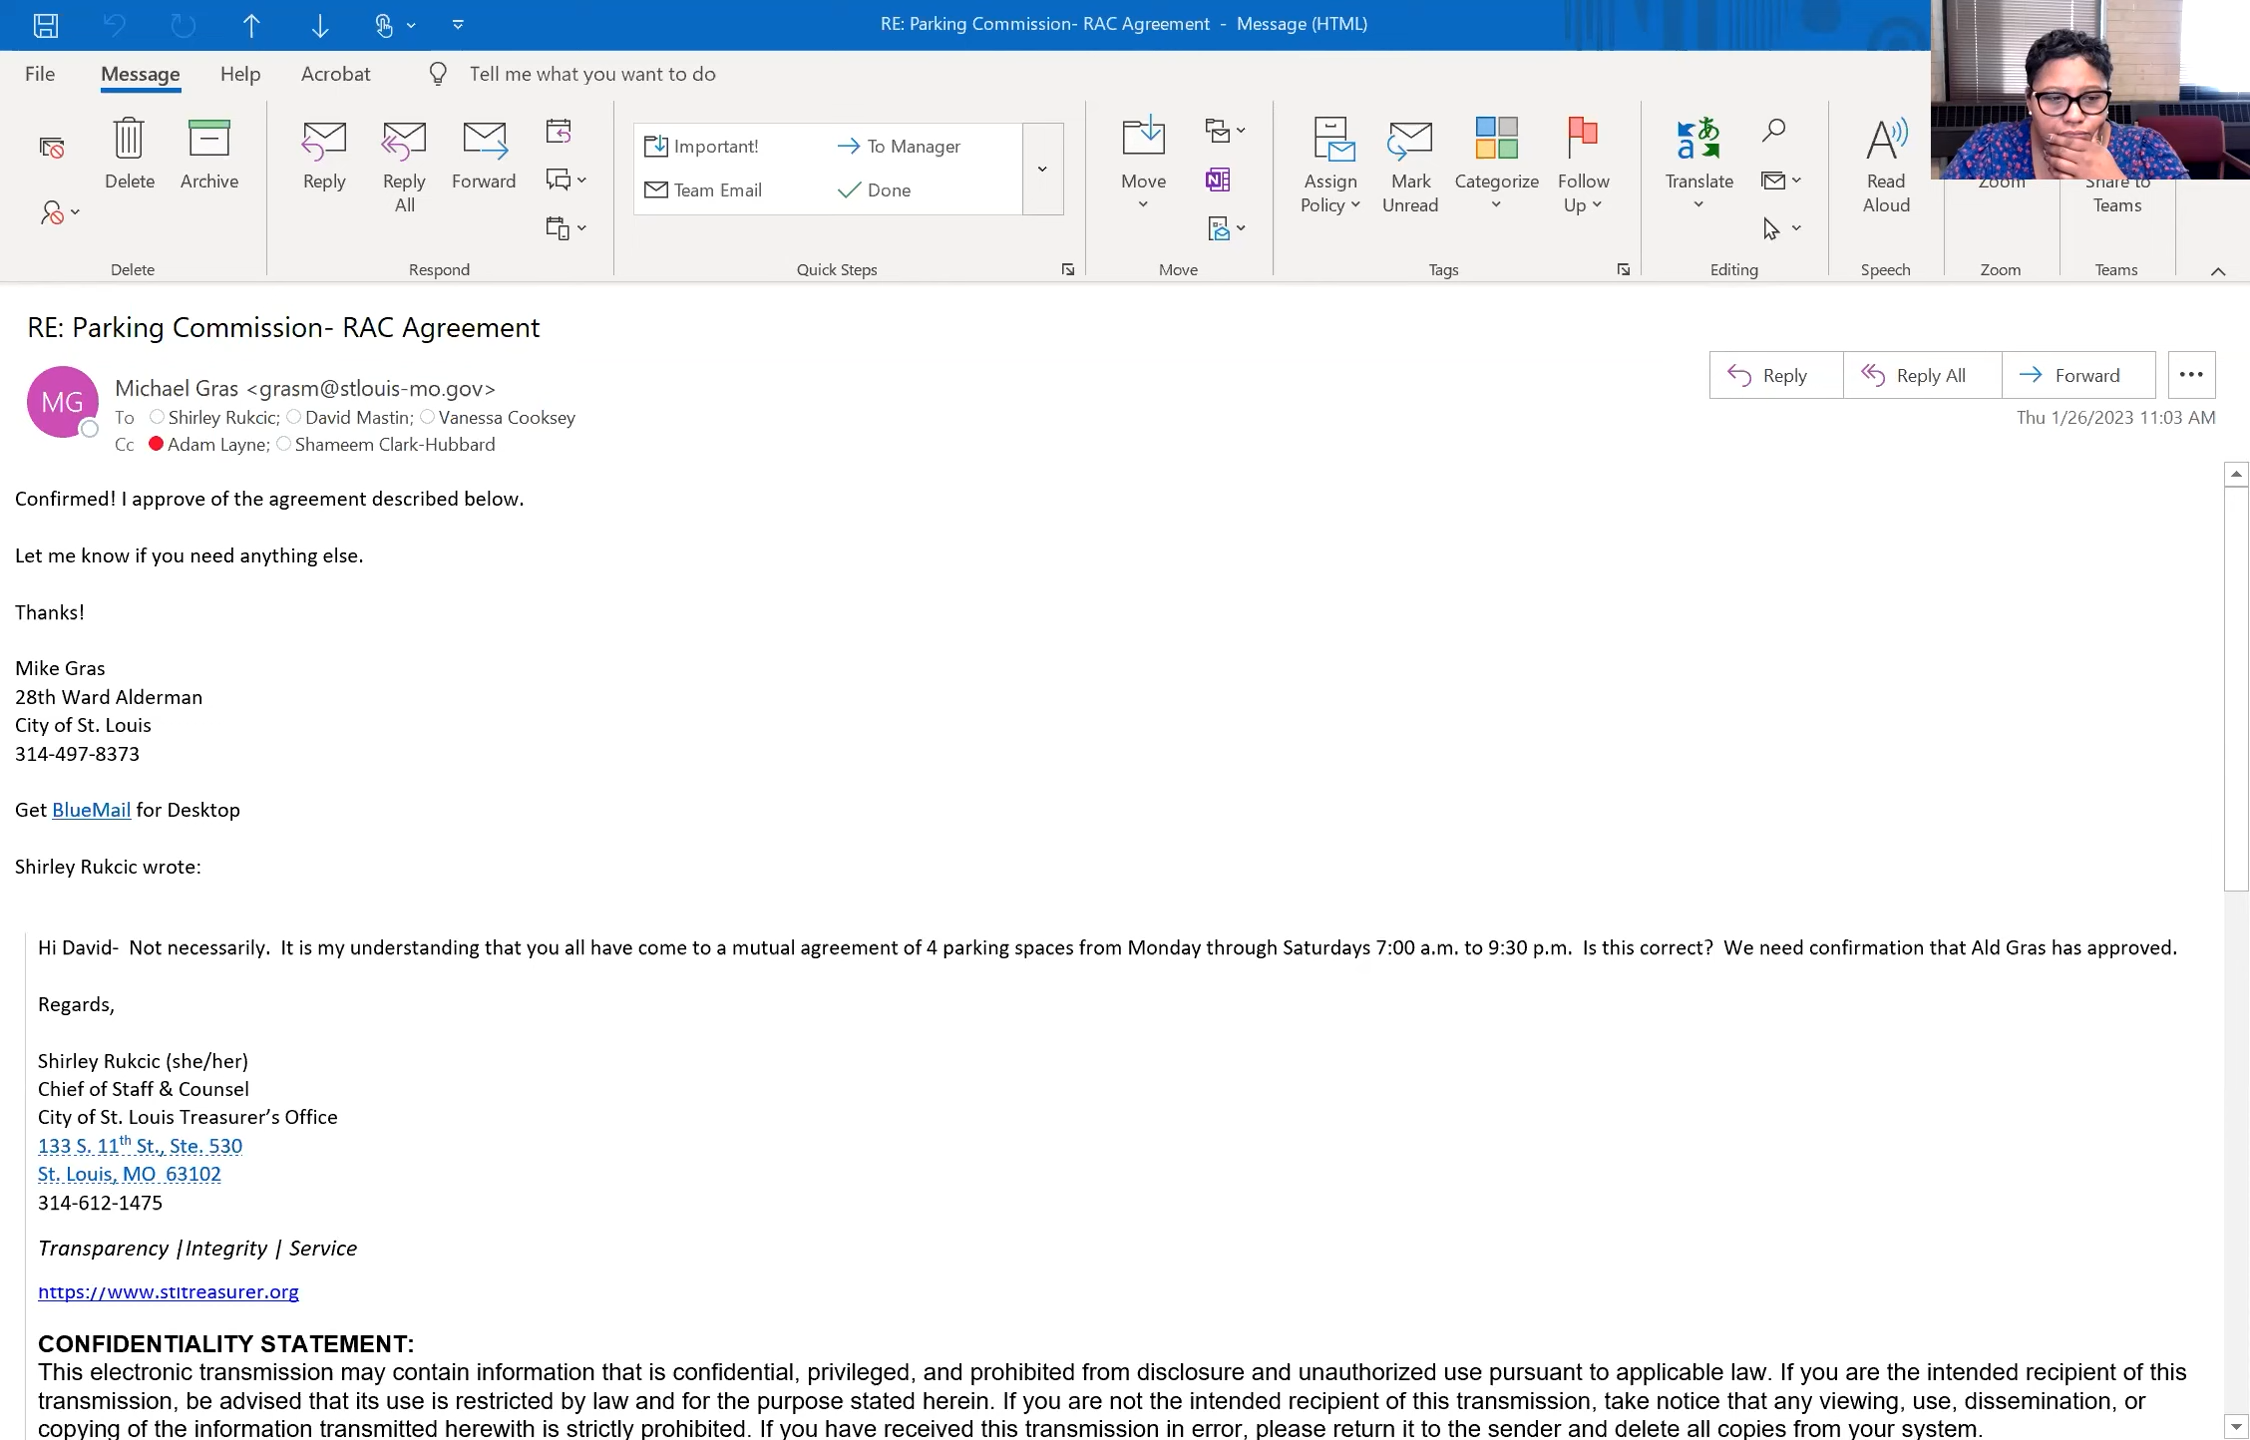 RE: Parking Commission- RAC Agreement - Message (HTML)
File Message Help Acrobat Tell me what you want to do
Delete
Archive
Reply
Reply All
Forward
Important!
To Manager
Team Email
Done
Move
Assign Policy
Mark Unread
Categorize
Follow Up
Translate
Read Aloud
Zoom
Share to Teams
Delete Respond Quick Steps Move Tags Editing Speech Zoom Teams
RE: Parking Commission- RAC Agreement
MG
Michael Gras <grasm@stlouis-mo.gov>
To Shirley Rukcic; David Mastin; Vanessa Cooksey
Cc Adam Layne; Shameem Clark-Hubbard
Reply Reply All Forward
Thu 1/26/2023 11:03 AM
Confirmed! I approve of the agreement described below.
Let me know if you need anything else.
Thanks!
Mike Gras
28th Ward Alderman
City of St. Louis
314-497-8373
Get BlueMail for Desktop
Shirley Rukcic wrote:
Hi David- Not necessarily. It is my understanding that you all have come to a mutual agreement of 4 parking spaces from Monday through Saturdays 7:00 a.m. to 9:30 p.m. Is this correct? We need confirmation that Ald Gras has approved.
Regards,
Shirley Rukcic (she/her)
Chief of Staff & Counsel
City of St. Louis Treasurer’s Office
133 S. 11th St., Ste. 530
St. Louis, MO 63102
314-612-1475
Transparency |Integrity | Service
https://www.stltreasurer.org
CONFIDENTIALITY STATEMENT:
This electronic transmission may contain information that is confidential, privileged, and prohibited from disclosure and unauthorized use pursuant to applicable law. If you are the intended recipient of this
transmission, be advised that its use is restricted by law and for the purpose stated herein. If you are not the intended recipient of this transmission, take notice that any viewing, use, dissemination, or
copying of the information transmitted herewith is strictly prohibited. If you have received this transmission in error, please return it to the sender and delete all copies from your system.